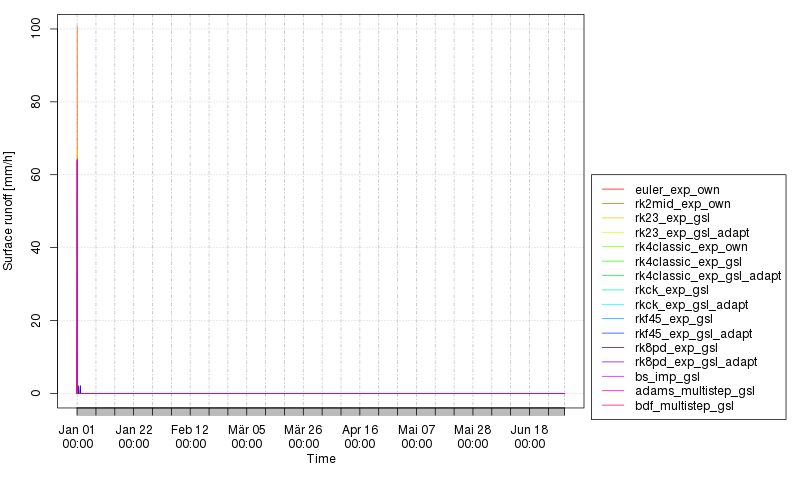 Surface runoff [mm/h]
100
80
60
40
20
0
Jan 01 Jan 22 Feb 12 Mär 05 Mär 26 Apr 16 Mai 07 Mai 28 Jun 18
00:00 00:00 00:00 00:00 00:00 00:00 00:00 00:00 00:00
Time
euler_exp_own
rk2mid_exp_own
rk23_exp_gsl
rk23_exp_gsl_adapt
rk4classic_exp_own
rk4classic_exp_gsl
rk4classic_exp_gsl_adapt
rkck_exp_gsl
rkck_exp_gsl_adapt
rkf45_exp_gsl
rkf45_exp_gsl_adapt
rk8pd_exp_gsl
rk8pd_exp_gsl_adapt
bs_imp_gsl
adams_multistep_gsl
bdf_multistep_gsl